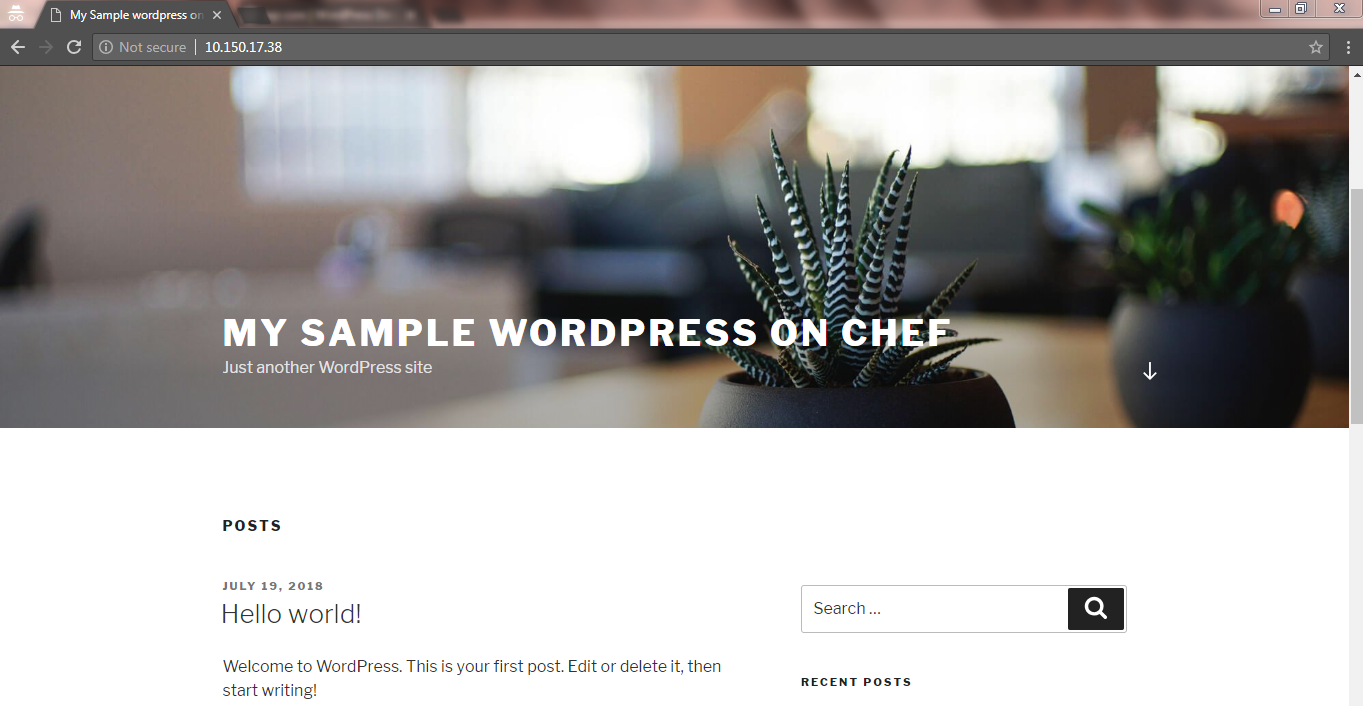 My Sample wordpress on
Not secure
10.150.17.38
MY SAMPLE WORDPRESS ON CHEF
Just another WordPress site
POSTS
JULY 19, 2018
Hello world!
Welcome to WordPress. This is your first post. Edit or delete it, then
start writing!
Search …
RECENT POSTS